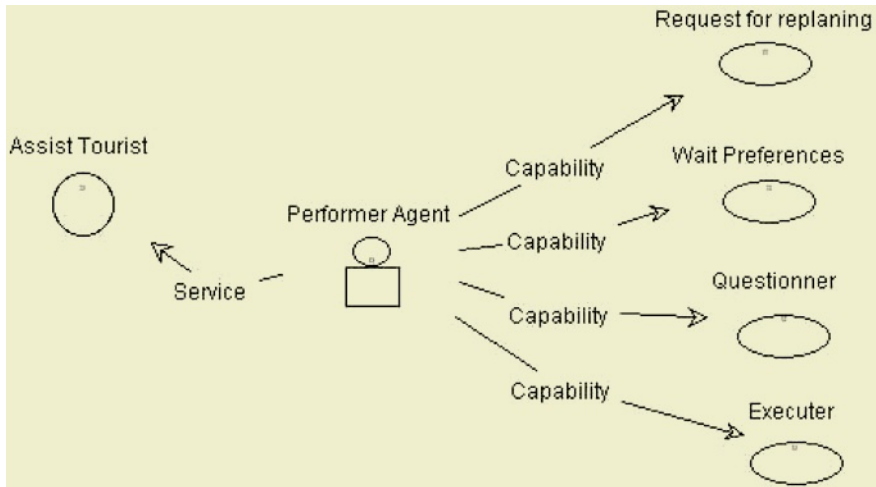 Request for replaning
Assist Tourist
Capability
Wait Preferences
Performer Agent
Capability
Service
Questionner
Capability
Capability
Executer